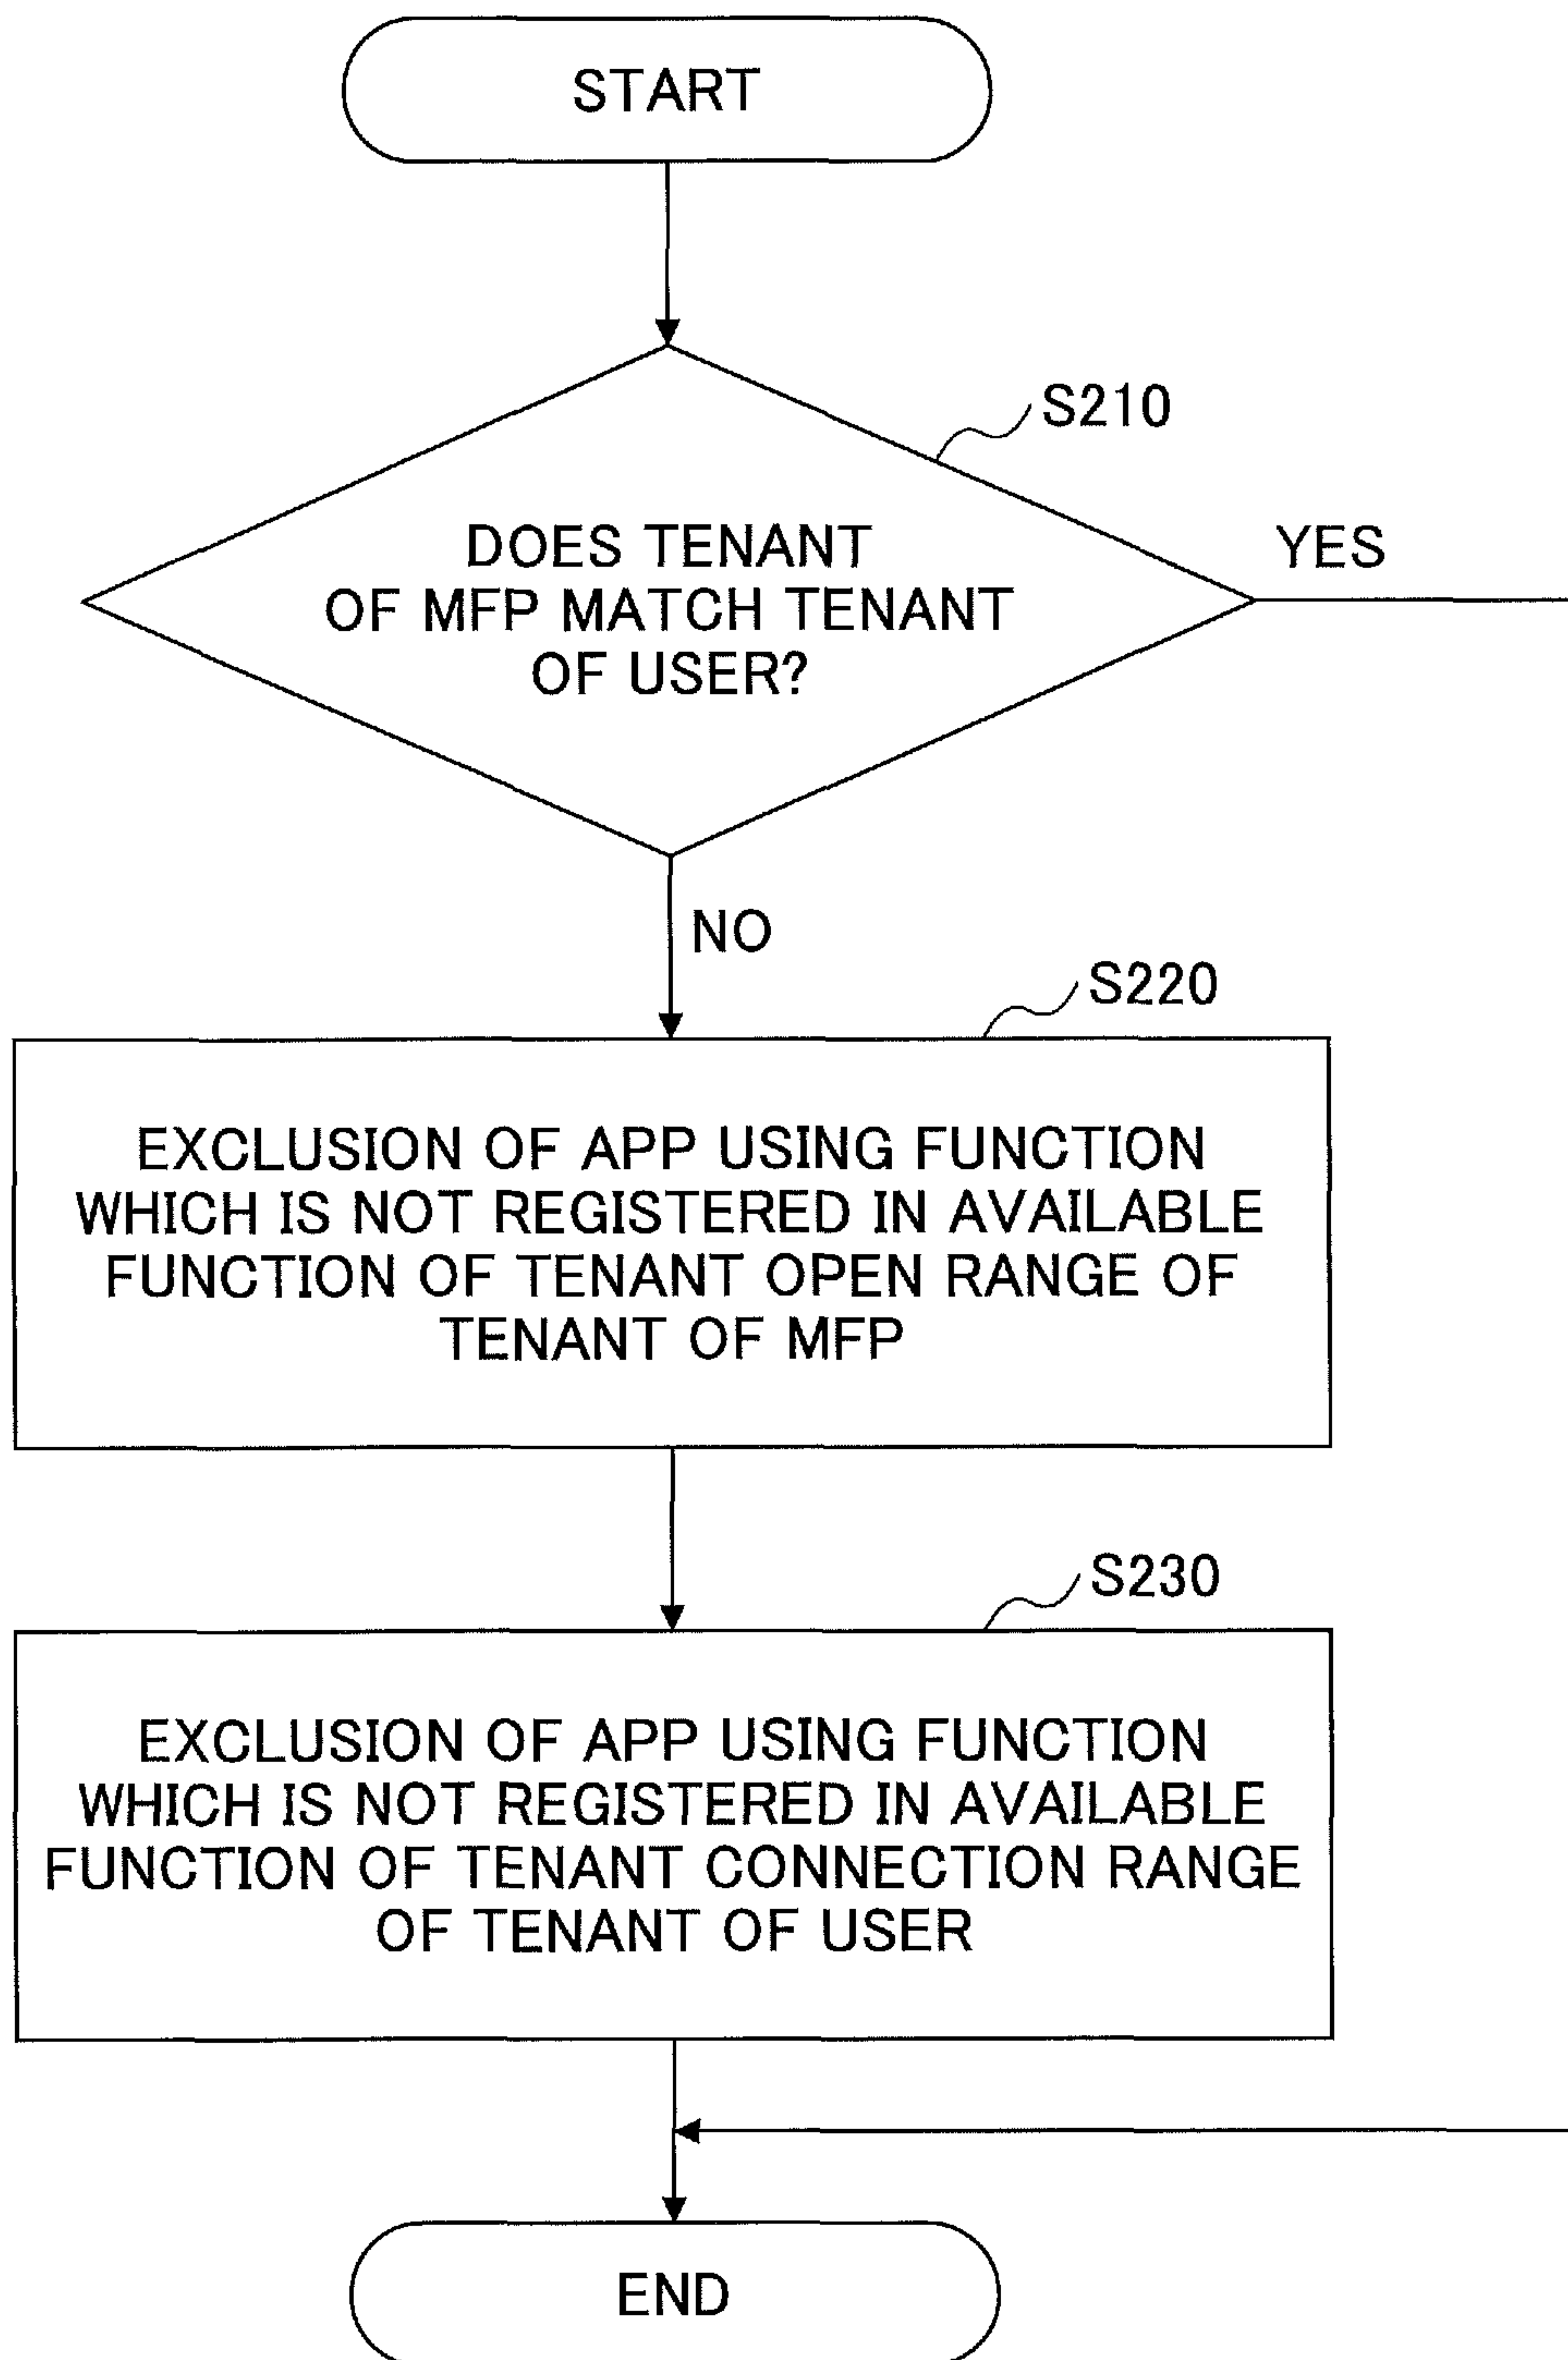 START
S210
DOES TENANT
OF MFP MATCH TENANT
OF USER?
YES
NO
S220
EXCLUSION OF APP USING FUNCTION
WHICH IS NOT REGISTERED IN AVAILABLE
FUNCTION OF TENANT OPEN RANGE OF
TENANT OF MFP
S230
EXCLUSION OF APP USING FUNCTION
WHICH IS NOT REGISTERED IN AVAILABLE
FUNCTION OF TENANT CONNECTION RANGE
OF TENANT OF USER
END